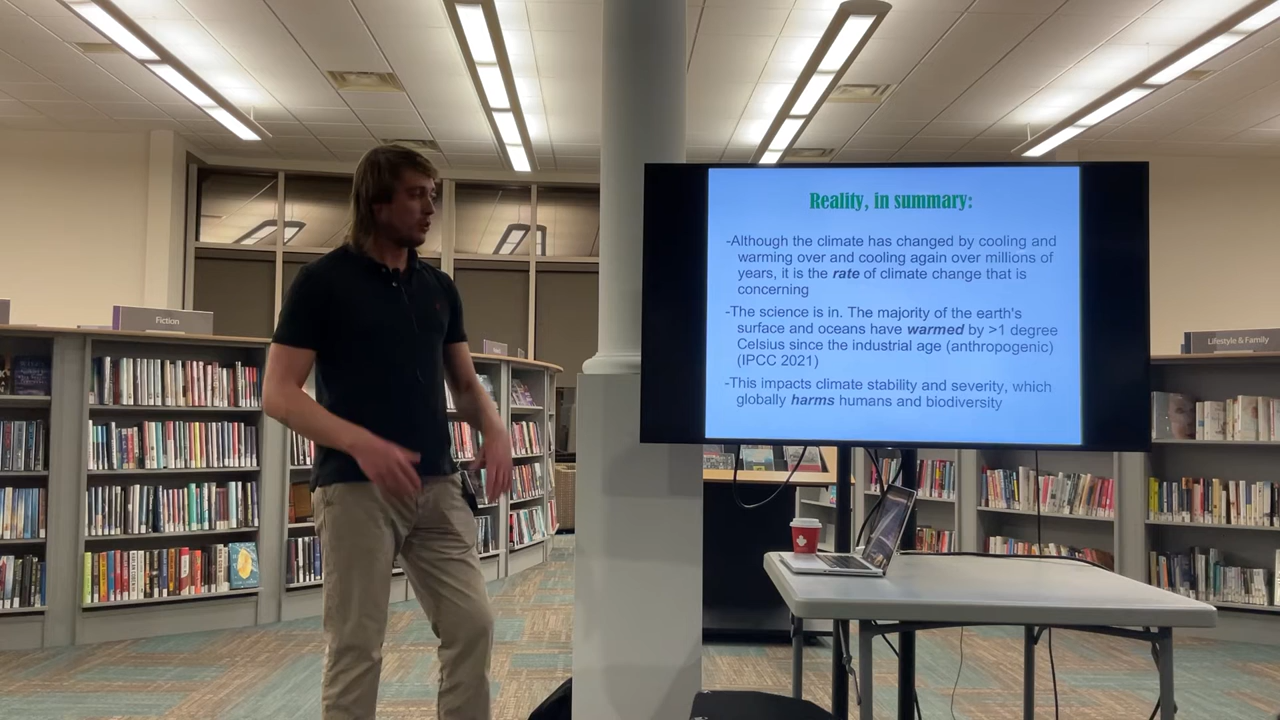 Reality, in summary:
-Although the climate has changed by cooling and
warming over and cooling again over millions of
years, it is the rate of climate change that is
concerning
-The science is in. The majority of the earth's
surface and oceans have warmed by >1 degree
Celsius since the industrial age (anthropogenic)
(IPCC 2021)
-This impacts climate stability and severity, which
globally harms humans and biodiversity
Fiction
Lifestyle & Family